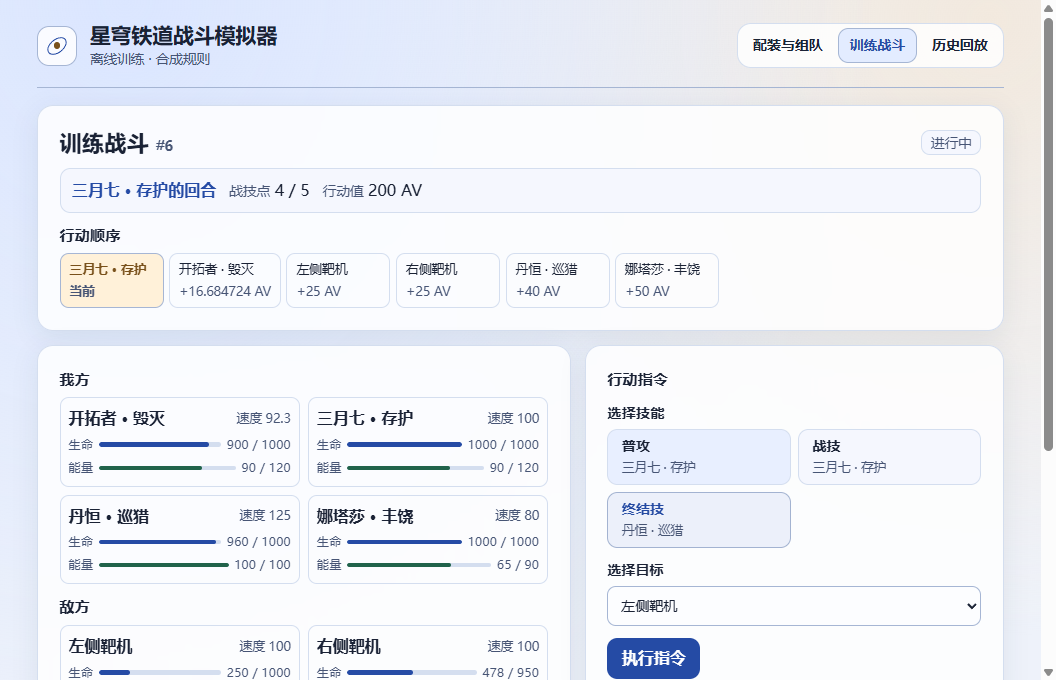 星穹铁道战斗模拟器
离线训练 · 合成规则
配装与组队 训练战斗 历史回放
训练战斗 #6
进行中
三月七 • 存护的回合 战技点 4 / 5 行动值 200 AV
行动顺序
三月七 • 存护
当前
开拓者 · 毁灭
+16.684724 AV
左侧靶机
+25 AV
右侧靶机
+25 AV
丹恒 · 巡猎
+40 AV
娜塔莎 · 丰饶
+50 AV
我方
开拓者 • 毁灭 速度 92.3
生命 900 / 1000
能量 90 / 120
三月七 • 存护 速度 100
生命 1000 / 1000
能量 90 / 120
丹恒 • 巡猎 速度 125
生命 960 / 1000
能量 100 / 100
娜塔莎 • 丰饶 速度 80
生命 1000 / 1000
能量 65 / 90
敌方
左侧靶机 速度 100
生命 250 / 1000
右侧靶机 速度 100
生命 478 / 950
行动指令
选择技能
普攻
三月七 · 存护
战技
三月七 · 存护
终结技
丹恒 · 巡猎
选择目标
左侧靶机
执行指令